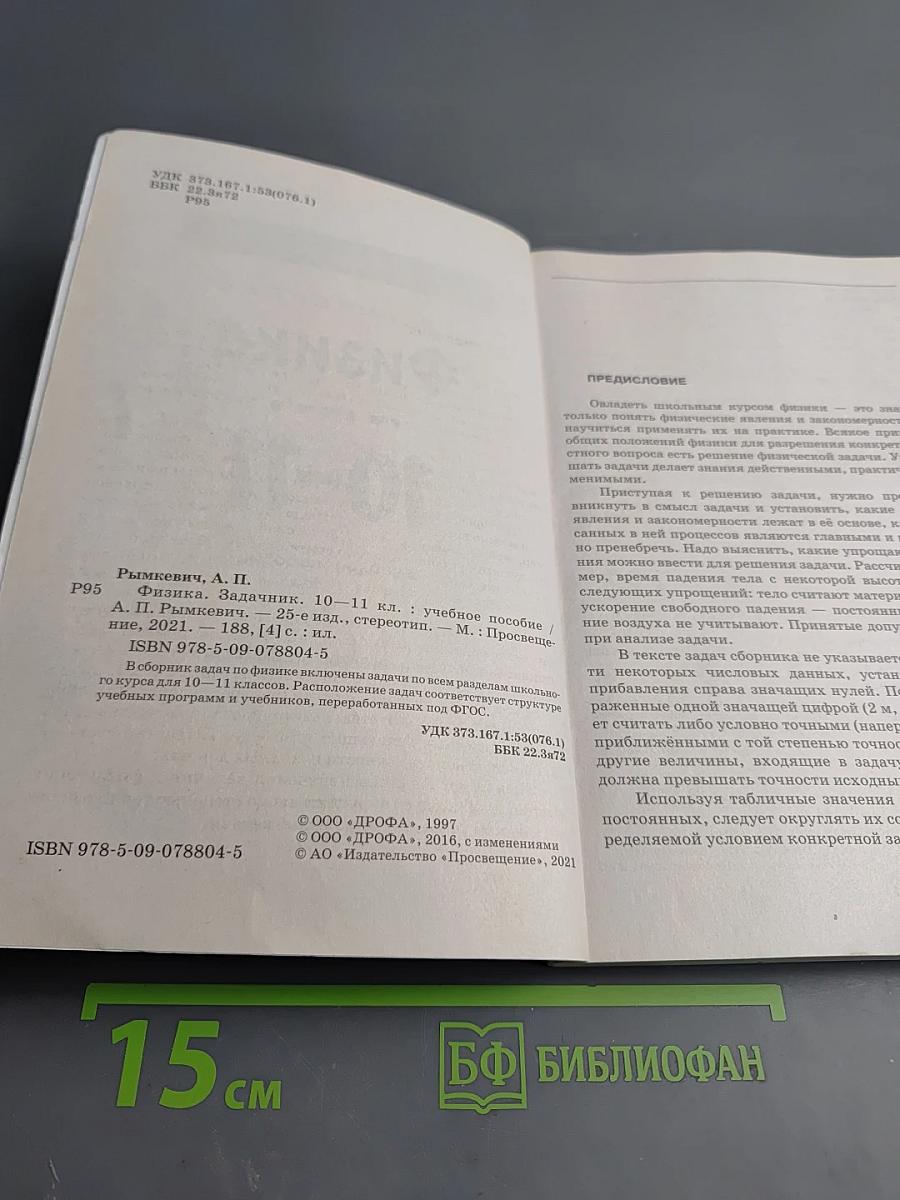 УДК 373.167.1:53(076.1)
ББК 22.3я72
Р95
Рымкевич, А. П.
Р95 Физика. Задачник. 10—11 кл. : учебное пособие /
А. П. Рымкевич. — 25-е изд., стереотип. — М. : Просвеще-
ние, 2021. — 188, [4] с. : ил.
ISBN 978-5-09-078804-5
В сборник задач по физике включены задачи по всем разделам школьно-
го курса для 10—11 классов. Расположение задач соответствует структуре
учебных программ и учебников, переработанных под ФГОС.
УДК 373.167.1:53(076.1)
ББК 22.3я72
© ООО «ДРОФА», 1997
© ООО «ДРОФА», 2016, с изменениями
© АО «Издательство «Просвещение», 2021
ISBN 978-5-09-078804-5
ПРЕДИСЛОВИЕ
Овладеть школьным курсом физики — это зна
только понять физические явления и закономерност
научиться применять их на практике. Всякое при
общих положений физики для разрешения конкрет
стного вопроса есть решение физической задачи. У
шать задачи делает знания действенными, практич
менимыми.
Приступая к решению задачи, нужно пре
вникнуть в смысл задачи и установить, какие
явления и закономерности лежат в её основе, к
санных в ней процессов являются главными и
но пренебречь. Надо выяснить, какие упрощаю
ния можно ввести для решения задачи. Рассчи
мер, время падения тела с некоторой высот
следующих упрощений: тело считают матери
ускорение свободного падения — постоянны
ние воздуха не учитывают. Принятые допу
при анализе задачи.
В тексте задач сборника не указывает
ти некоторых числовых данных, устан
прибавления справа значащих нулей. По
раженные одной значащей цифрой (2 м,
ет считать либо условно точными (напер
приближёнными с той степенью точнос
другие величины, входящие в задачу
должна превышать точности исходны
Используя табличные значения
постоянных, следует округлять их со
ределяемой условием конкретной за
3
15 см
БФ БИБЛИОФАН